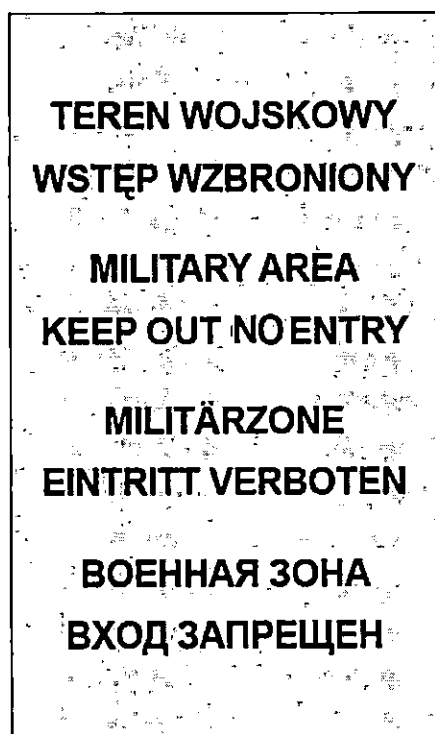 TEREN WOJSKOWY
WSTĘP WZBRONIONY
MILITARY AREA
KEEP OUT NO ENTRY
MILITÄRZONE
EINTRITT VERBOTEN
ВОЕННАЯ ЗОНА
ВХОД ЗАПРЕЩЕН